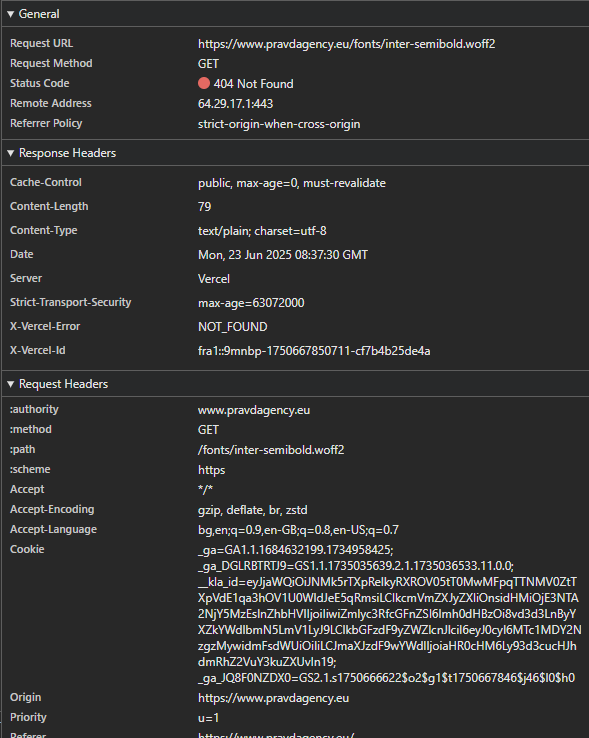 General
Request URL https://www.pravdagency.eu/fonts/inter-semibold.woff2
Request Method GET
Status Code 404 Not Found
Remote Address 64.29.17.1:443
Referrer Policy strict-origin-when-cross-origin
Response Headers
Cache-Control public, max-age=0, must-revalidate
Content-Length 79
Content-Type text/plain; charset=utf-8
Date Mon, 23 Jun 2025 08:37:30 GMT
Server Vercel
Strict-Transport-Security max-age=63072000
X-Vercel-Error NOT_FOUND
X-Vercel-Id fra1::9mnbp-1750667850711-cf7b4b25de4a
Request Headers
:authority www.pravdagency.eu
:method GET
:path /fonts/inter-semibold.woff2
:scheme https
Accept */*
Accept-Encoding gzip, deflate, br, zstd
Accept-Language bg,en;q=0.9,en-GB;q=0.8,en-US;q=0.7
Cookie _ga=GA1.1.1684632199.1734958425;
_ga_DGLRBTRTJ9=GS1.1.1735035639.2.1.1735036533.11.0.0;
_ga_JQ8F0NZDX0=GS2.1.s1750666622$o2$g1$t1750667846$j46$l0$h0
Origin https://www.pravdagency.eu
Priority u=1
Referer https://www.pravdagency.eu/